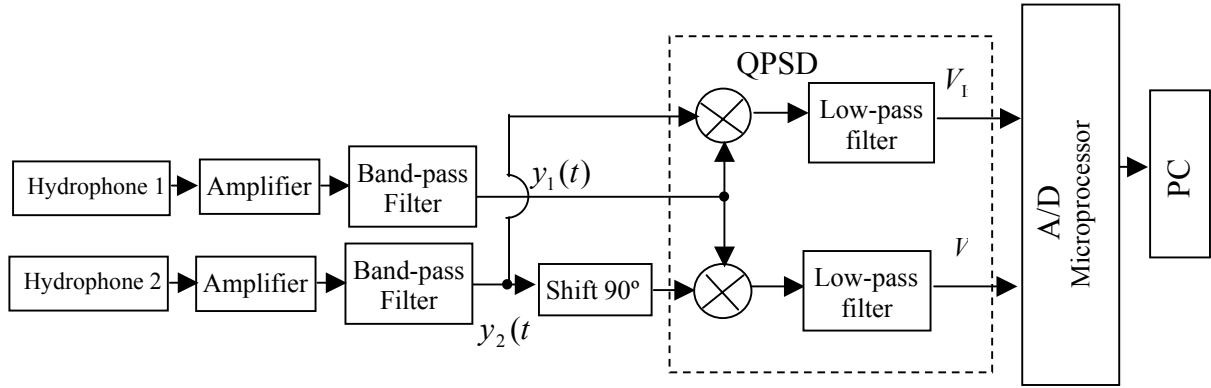 QPSD
Hydrophone 1
Amplifier
Band-pass
Filter
y₁(t)
Low-pass
filter
V
Hydrophone 2
Amplifier
Band-pass
Filter
y₂(t
Shift 90º
Low-pass
filter
V
A/D
Microprocessor
PC